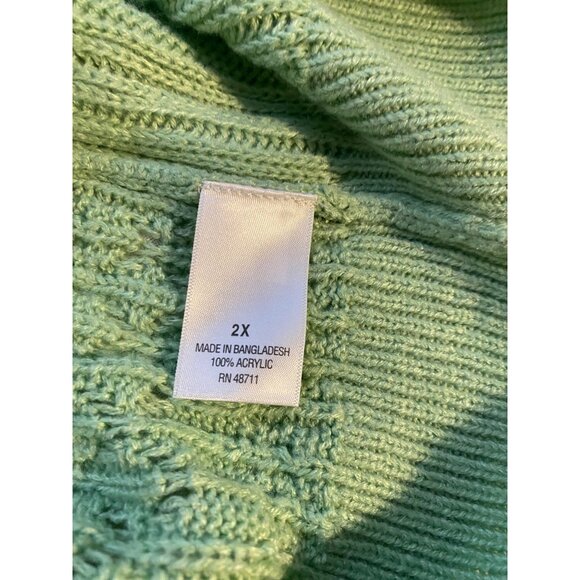 2X
MADE IN BANGLADESH
100% ACRYLIC
RN 48711